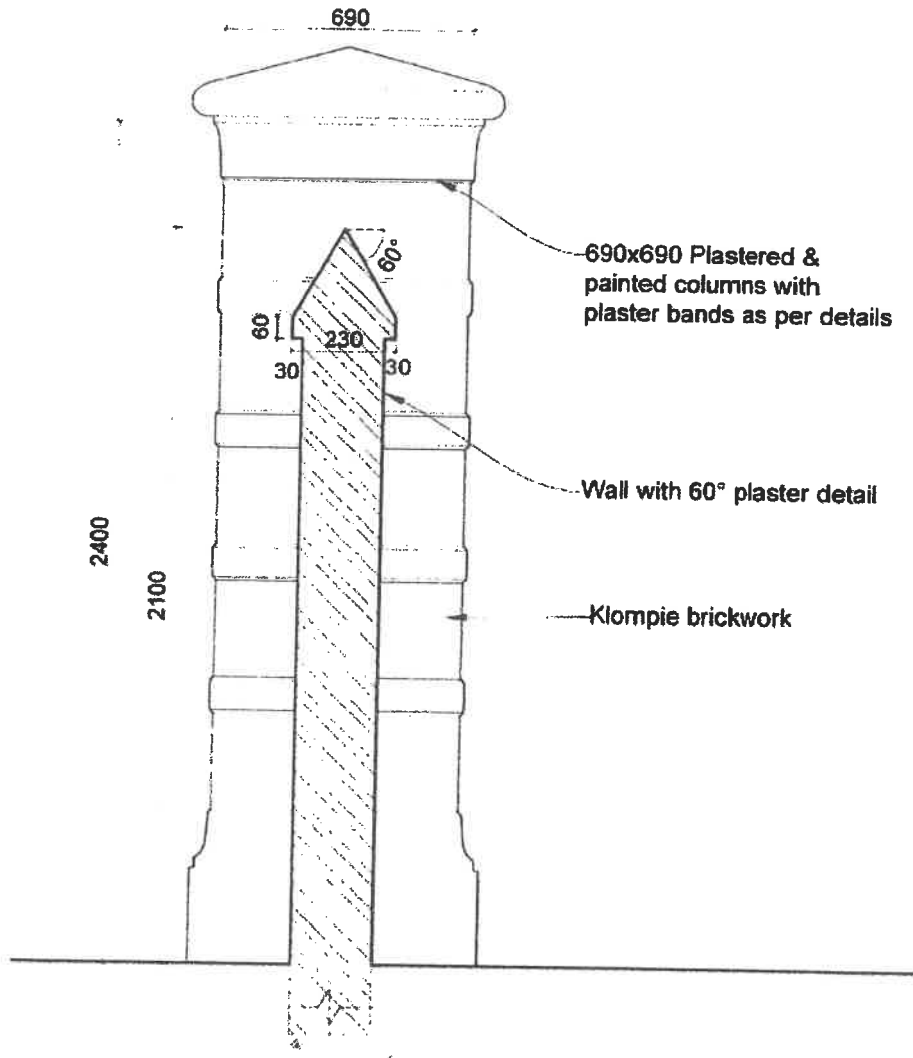 690
690x690 Plastered &
painted columns with
plaster bands as per details
60°
60
230
30
30
Wall with 60° plaster detail
2400
2100
Klompie brickwork